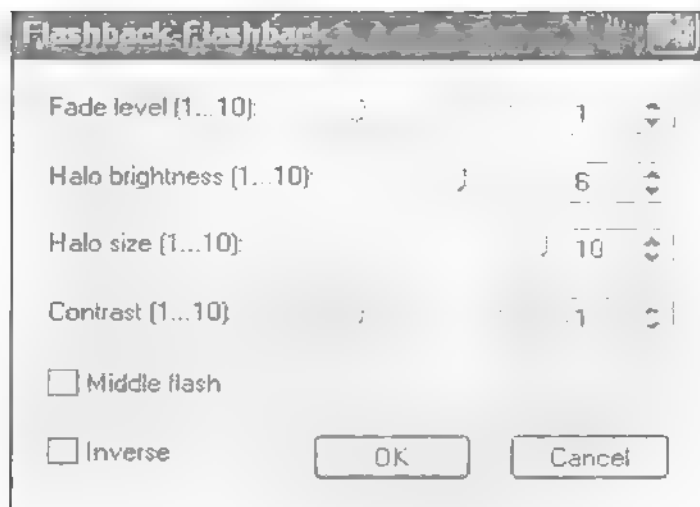 Flashback-Flashback
Fade level (1...10): 1
Halo brightness (1...10): 6
Halo size (1...10): 10
Contrast (1...10): 1
Middle flash
Inverse
OK Cancel